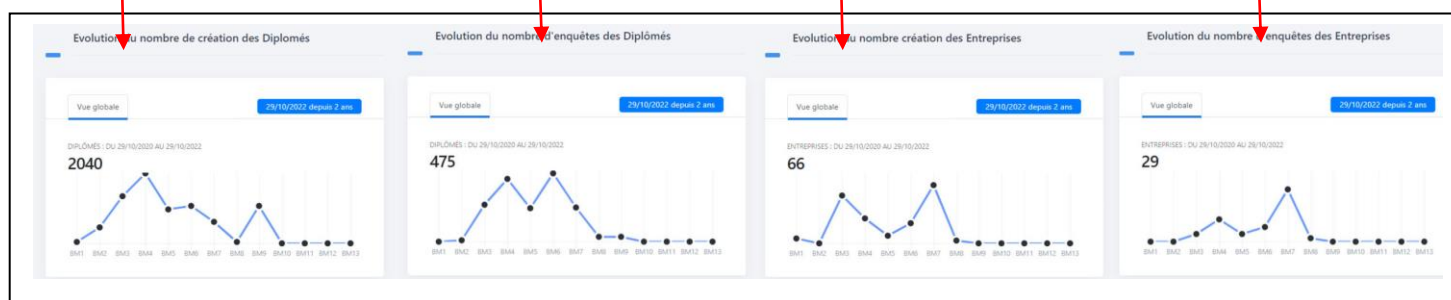 Evolution du nombre de création des Diplomés
Vue globale
29/10/2022 depuis 2 ans
DIPLÔMÉS : DU 29/10/2020 AU 29/10/2022
2040
BM1 BM2 BM3 BM4 BM5 BM6 BM7 BM8 BM9 BM10 BM11 BM12 BM13
Evolution du nombre d'enquêtes des Diplômés
Vue globale
29/10/2022 depuis 2 ans
DIPLÔMÉS : DU 29/10/2020 AU 29/10/2022
475
BM1 BM2 BM3 BM4 BM5 BM6 BM7 BM8 BM9 BM10 BM11 BM12 BM13
Evolution du nombre création des Entreprises
Vue globale
29/10/2022 depuis 2 ans
ENTREPRISES : DU 29/10/2020 AU 29/10/2022
66
BM1 BM2 BM3 BM4 BM5 BM6 BM7 BM8 BM9 BM10 BM11 BM12 BM13
Evolution du nombre d'enquêtes des Entreprises
Vue globale
29/10/2022 depuis 2 ans
ENTREPRISES : DU 29/10/2020 AU 29/10/2022
29
BM1 BM2 BM3 BM4 BM5 BM6 BM7 BM8 BM9 BM10 BM11 BM12 BM13